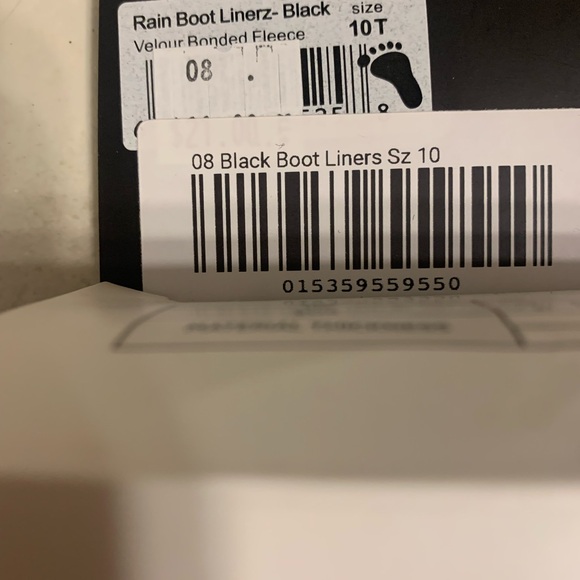 Rain Boot Linerz- Black
size
10T
Velour Bonded Fleece
08 .
08 Black Boot Liners Sz 10
015359559550